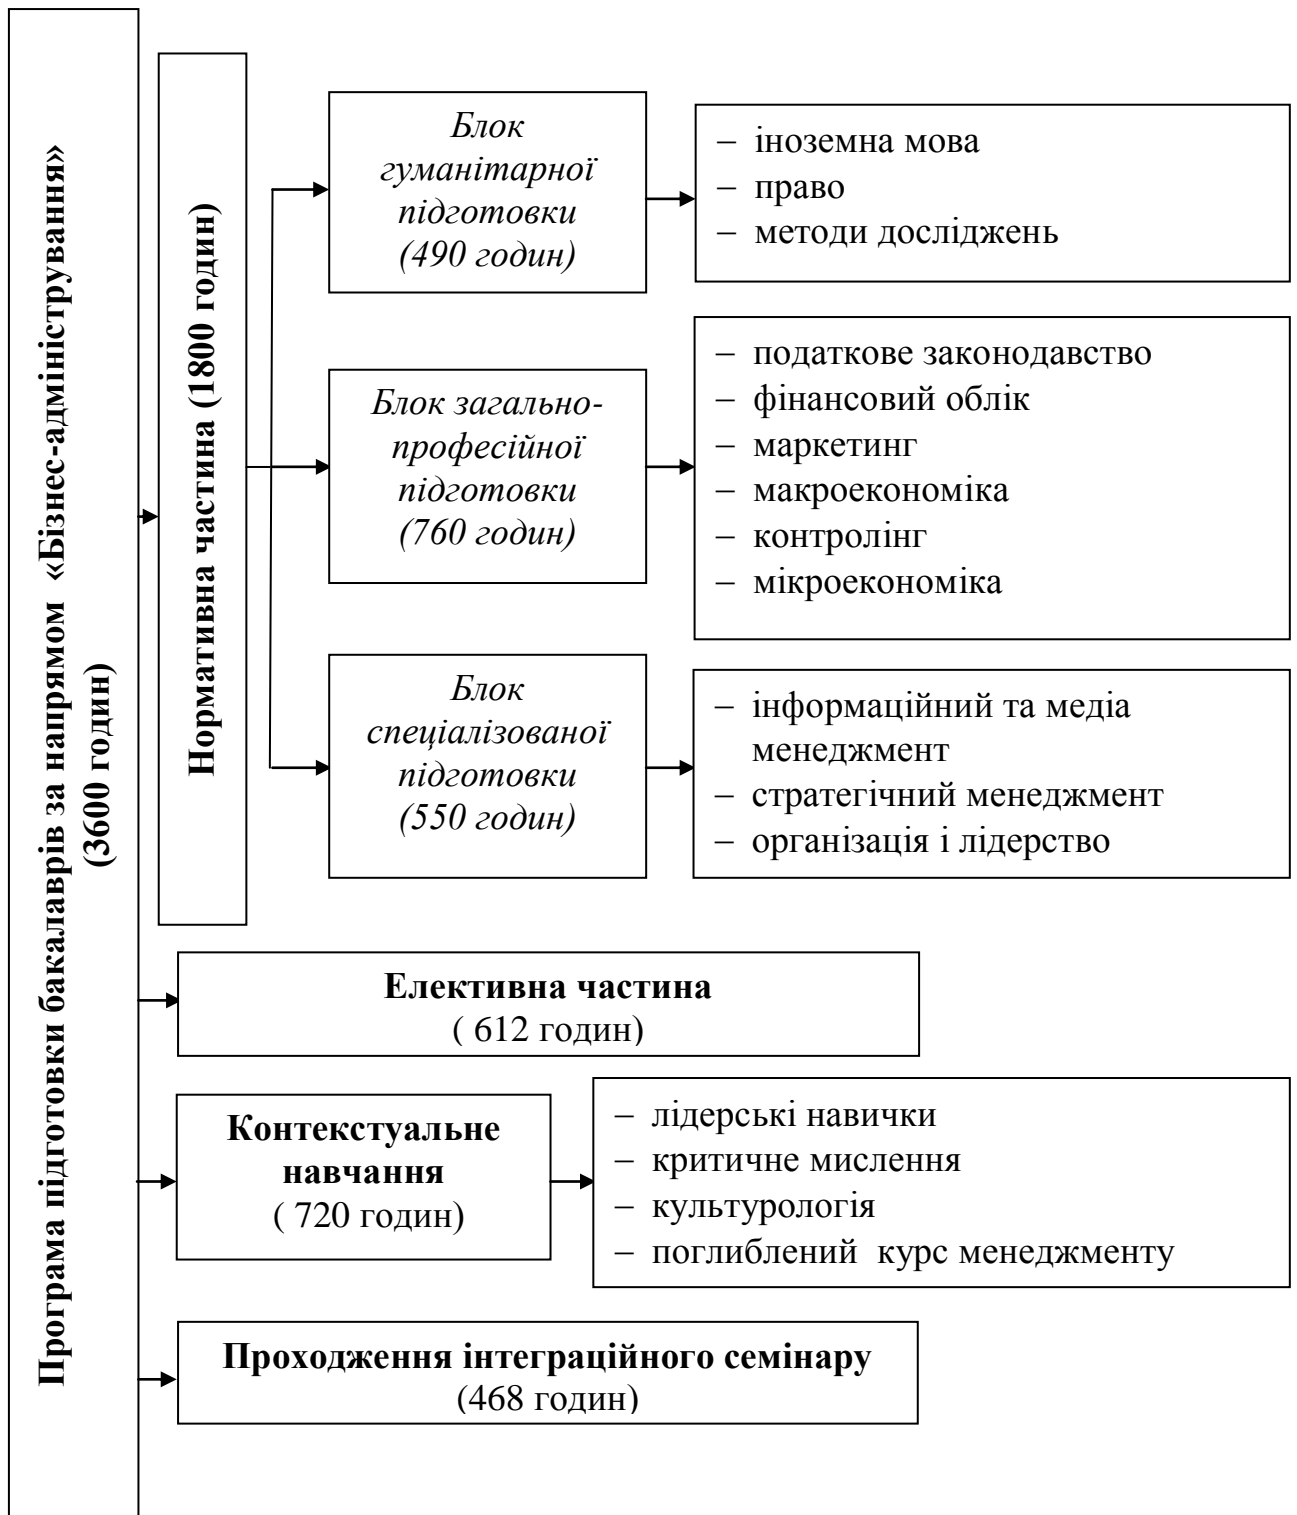 Програма підготовки бакалаврів за напрямом «Бізнес-адміністрування»
(3600 годин)
Нормативна частина (1800 годин)
Блок
гуманітарної
підготовки
(490 годин)
– іноземна мова
– право
– методи досліджень
Блок загально-
професійної
підготовки
(760 годин)
– податкове законодавство
– фінансовий облік
– маркетинг
– макроекономіка
– контролінг
– мікроекономіка
Блок
спеціалізованої
підготовки
(550 годин)
– інформаційний та медіа
менеджмент
– стратегічний менеджмент
– організація і лідерство
Елективна частина
( 612 годин)
Контекстуальне
навчання
( 720 годин)
– лідерські навички
– критичне мислення
– культурологія
– поглиблений курс менеджменту
Проходження інтеграційного семінару
(468 годин)